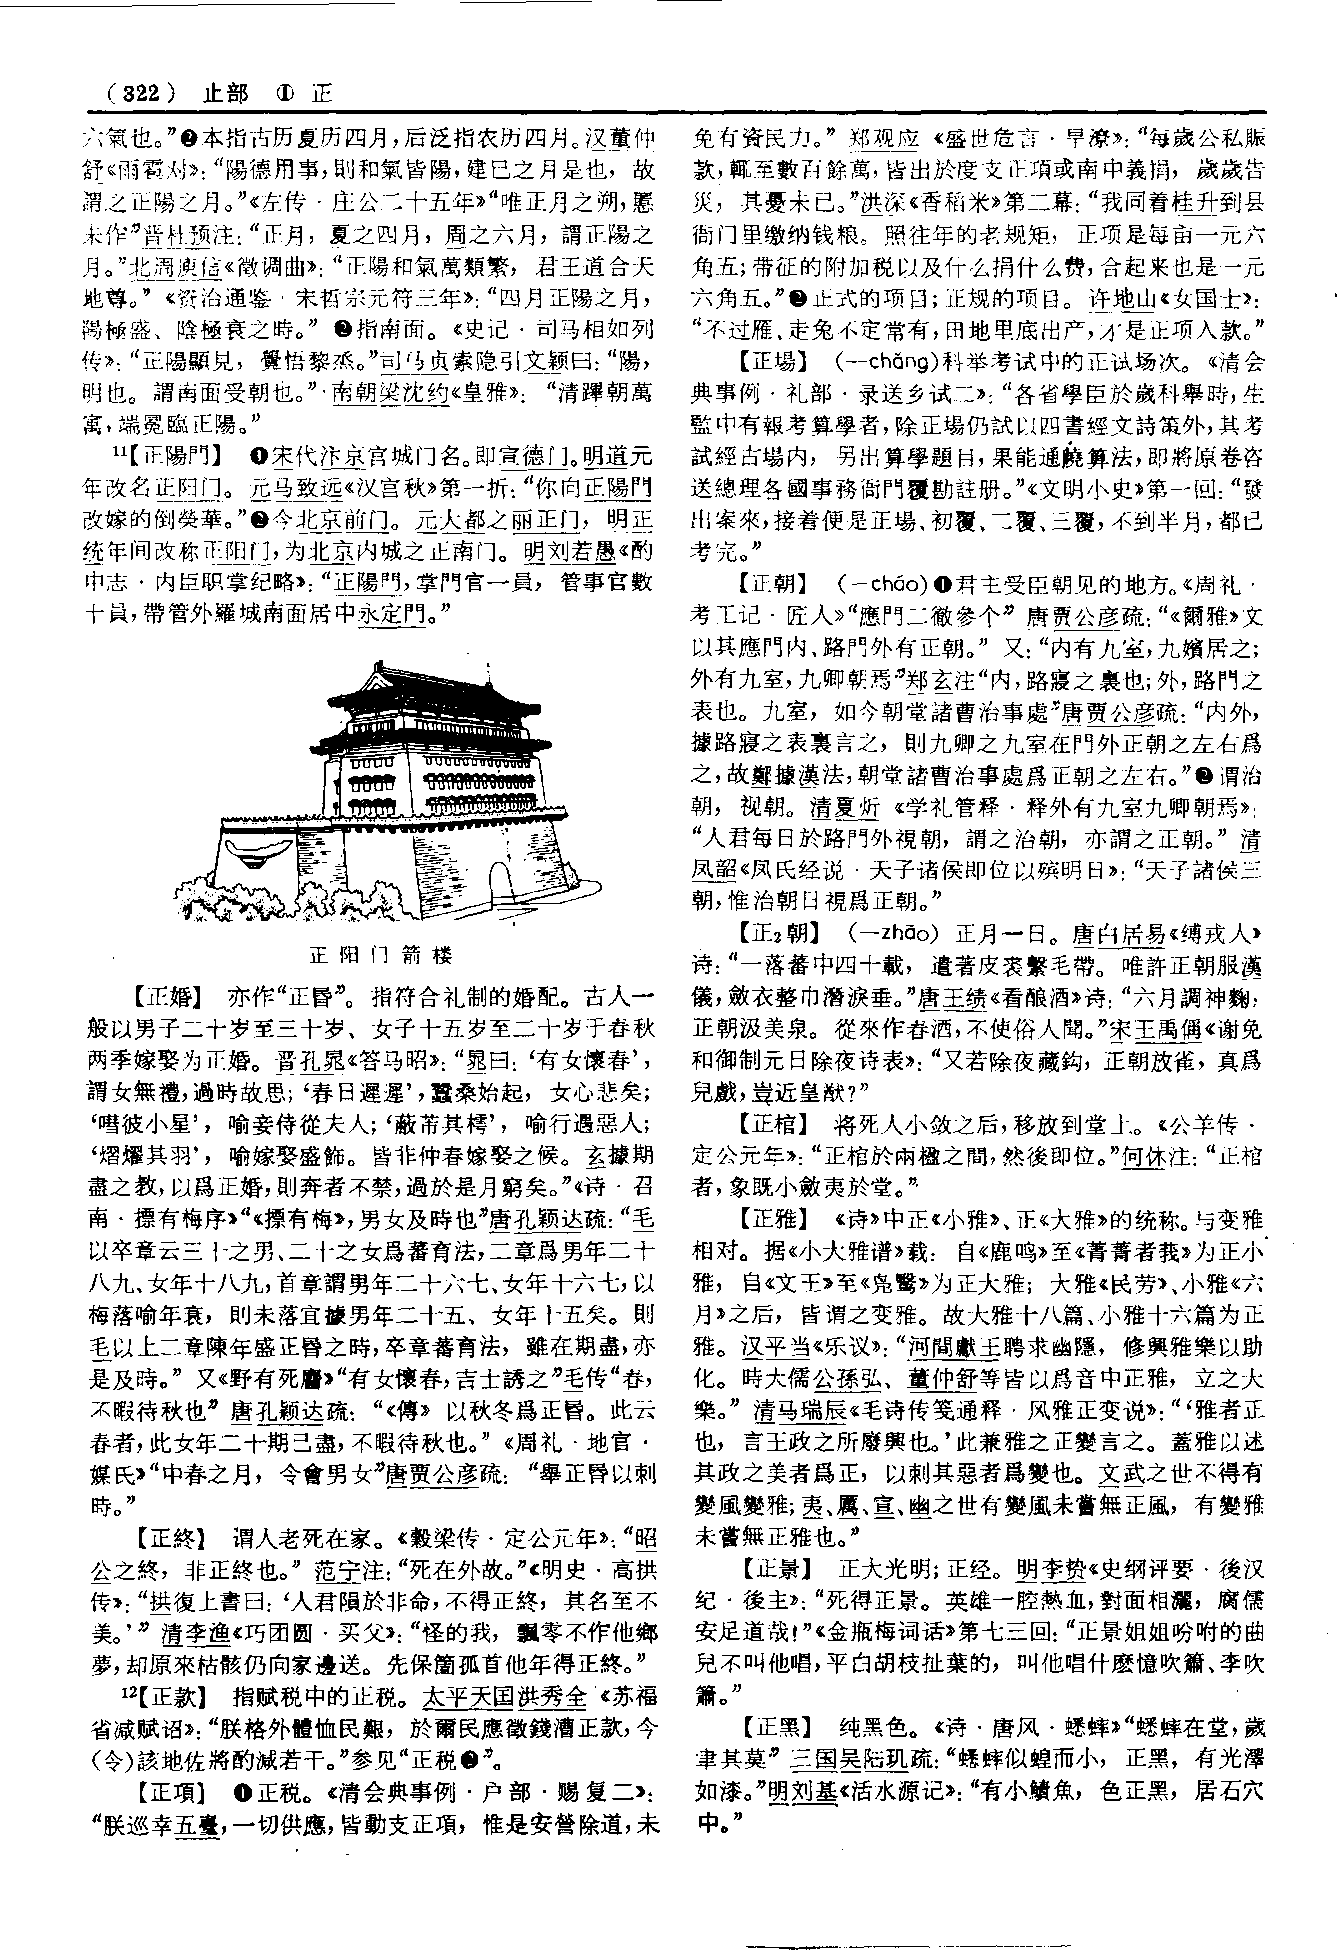 （322） 止部 ① 正
六氣也。”❷本指古历夏历四月，后泛指农历四月。汉董仲
舒《雨雹对》：“陽德用事，則和氣皆陽，建巳之月是也，故
謂之正陽之月。”《左传·庄公二十五年》“唯正月之朔，慝
未作”晋杜预注：“正月，夏之四月，周之六月，謂正陽之
月。”北周庾信《徵调曲》：“正陽和氣萬類繁，君王道合天
地尊。”《资治通鉴·宋哲宗元符三年》：“四月正陽之月，
陽極盛、陰極衰之時。”❷指南面。《史记·司马相如列
传》：“正陽顯見，覺悟黎烝。”司马贞索隐引文颖曰：“陽，
明也。謂南面受朝也。”南朝梁沈约《皇雅》：“清蹕朝萬
寓，端冕臨正陽。”
11【正陽門】 ❶宋代汴京宫城门名。即宣德门。明道元
年改名正阳门。元马致远《汉宫秋》第一折：“你向正陽門
改嫁的倒榮華。”❷今北京前门。元大都之丽正门，明正
统年间改称正阳门，为北京内城之正南门。明刘若愚《酌
中志·内臣职掌纪略》：“正陽門，掌門官一員，管事官數
十員，帶管外羅城南面居中永定門。”
正阳门箭楼
【正婚】 亦作“正昏”。指符合礼制的婚配。古人一
般以男子二十岁至三十岁、女子十五岁至二十岁于春秋
两季嫁娶为正婚。晋孔晁《答马昭》：“晁曰：‘有女懷春’，
謂女無禮，過時故思；‘春日遲遲’，蠶桑始起，女心悲矣；
‘嘒彼小星’，喻妾侍從夫人；‘蔽芾其樗’，喻行遇惡人；
‘熠燿其羽’，喻嫁娶盛飾。皆非仲春嫁娶之候。玄據期
盡之教，以爲正婚，則奔者不禁，過於是月窮矣。”《诗·召
南·摽有梅序》“《摽有梅》，男女及時也”唐孔颖达疏：“毛
以卒章云三十之男、二十之女爲蕃育法，二章爲男年二十
八九、女年十八九，首章謂男年二十六七、女年十六七，以
梅落喻年衰，則未落宜據男年二十五、女年十五矣。則
毛以上二章陳年盛正昏之時，卒章蕃育法，雖在期盡，亦
是及時。”又《野有死麕》“有女懷春，吉士誘之”毛传“春，
不暇待秋也”唐孔颖达疏：“《傳》以秋冬爲正昏。此云
春者，此女年二十期已盡，不暇待秋也。”《周礼·地官·
媒氏》“中春之月，令會男女”唐贾公彦疏：“舉正昏以刺
時。”
【正終】 谓人老死在家。《穀梁传·定公元年》：“昭
公之終，非正終也。”范宁注：“死在外故。”《明史·高拱
传》：“拱復上書曰：‘人君隕於非命，不得正終，其名至不
美。’”清李渔《巧团圆·买父》：“怪的我，飄零不作他鄉
夢，却原來枯骸仍向家邊送。先保箇孤首他年得正終。”
12【正款】 指赋税中的正税。太平天囯洪秀全《苏福
省减赋诏》：“朕格外體恤民艱，於爾民應徵錢漕正款，今
（令）該地佐將酌減若干。”参见“正税❷”。
【正項】 ❶正税。《清会典事例·户部·赐复二》：
“朕巡幸五臺，一切供應，皆動支正項，惟是安營除道，未
免有資民力。”郑观应《盛世危言·旱潦》：“每歲公私賑
款，輒至數百餘萬，皆出於度支正項或南中義捐，歲歲告
災，其憂未已。”洪深《香稻米》第二幕：“我同着桂升到县
衙门里缴纳钱粮。照往年的老规矩，正项是每亩一元六
角五；带征的附加税以及什么捐什么费，合起来也是一元
六角五。”❷正式的项目；正规的项目。许地山《女国士》：
“不过雁、走兔不定常有，田地里底出产，才是正项入款。”
【正場】 （—chǎng）科举考试中的正试场次。《清会
典事例·礼部·录送乡试二》：“各省學臣於歲科舉時，生
監中有報考算學者，除正場仍試以四書經文詩策外，其考
試經古場内，另出算學題目，果能通曉算法，即將原卷咨
送總理各國事務衙門覆勘註册。”《文明小史》第一回：“發
出案來，接着便是正場、初覆、二覆、三覆，不到半月，都已
考完。”
【正朝】 （—cháo）❶君主受臣朝见的地方。《周礼·
考工记·匠人》“應門二徹參个”唐贾公彦疏：“《爾雅》文
以其應門内、路門外有正朝。”又：“内有九室，九嬪居之；
外有九室，九卿朝焉”郑玄注“内，路寢之裏也；外，路門之
表也。九室，如今朝堂諸曹治事處”唐贾公彦疏：“内外，
據路寢之表裏言之，則九卿之九室在門外正朝之左右爲
之，故鄭據漢法，朝堂諸曹治事處爲正朝之左右。”❷谓治
朝，视朝。清夏炘《学礼管释·释外有九室九卿朝焉》：
“人君每日於路門外視朝，謂之治朝，亦謂之正朝。”清
凤韶《凤氏经说·天子诸侯即位以殡明日》：“天子諸侯三
朝，惟治朝日視爲正朝。”
【正2朝】 （—zhāo） 正月一日。唐白居易《缚戎人》
诗：“一落蕃中四十載，遣著皮裘繫毛帶。唯許正朝服漢
儀，斂衣整巾潛淚垂。”唐王绩《看酿酒》诗：“六月調神麴，
正朝汲美泉。從來作春酒，不使俗人聞。”宋王禹偁《谢免
和御制元日除夜诗表》：“又若除夜藏鈎，正朝放雀，真爲
兒戲，豈近皇猷？”
【正棺】 将死人小敛之后，移放到堂上。《公羊传·
定公元年》：“正棺於兩楹之間，然後即位。”何休注：“正棺
者，象既小斂夷於堂。”
【正雅】 《诗》中正《小雅》、正《大雅》的统称。与变雅
相对。据《小大雅谱》载：自《鹿鸣》至《菁菁者莪》为正小
雅，自《文王》至《凫鷖》为正大雅；大雅《民劳》、小雅《六
月》之后，皆谓之变雅。故大雅十八篇、小雅十六篇为正
雅。汉平当《乐议》：“河間獻王聘求幽隱，修興雅樂以助
化。時大儒公孫弘、董仲舒等皆以爲音中正雅，立之大
樂。”清马瑞辰《毛诗传笺通释·风雅正变说》：“‘雅者正
也，言王政之所廢興也。’此兼雅之正變言之。蓋雅以述
其政之美者爲正，以刺其惡者爲變也。文武之世不得有
變風變雅；夷、厲、宣、幽之世有變風未嘗無正風，有變雅
未嘗無正雅也。”
【正景】 正大光明；正经。明李贽《史纲评要·後汉
纪·後主》：“死得正景。英雄一腔熱血，對面相灑，腐儒
安足道哉！”《金瓶梅词话》第七三回：“正景姐姐吩咐的曲
兒不叫他唱，平白胡枝扯葉的，叫他唱什麽憶吹簫、李吹
簫。”
【正黑】 纯黑色。《诗·唐风·蟋蟀》“蟋蟀在堂，歲
聿其莫”三国吴陆玑疏：“蟋蟀似蝗而小，正黑，有光澤
如漆。”明刘基《活水源记》：“有小鱝魚，色正黑，居石穴
中。”